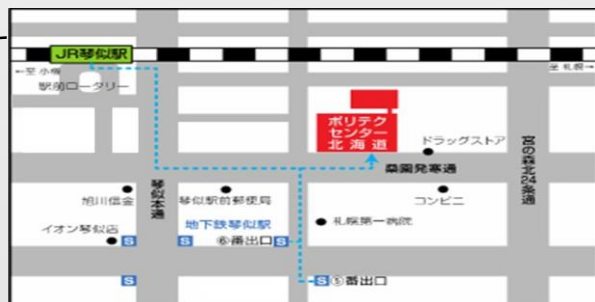 JR琴似駅
←至 小樽
至 札幌→
駅前ロータリー
ポリテク
センター
北海道
ドラッグストア
桑園発寒通
宮の森北24条通
琴似本通
旭川信金
琴似駅前郵便局
コンビニ
地下鉄琴似駅
札幌第一病院
イオン琴似店
S
S
⑥番出口
S
S
S
⑤番出口